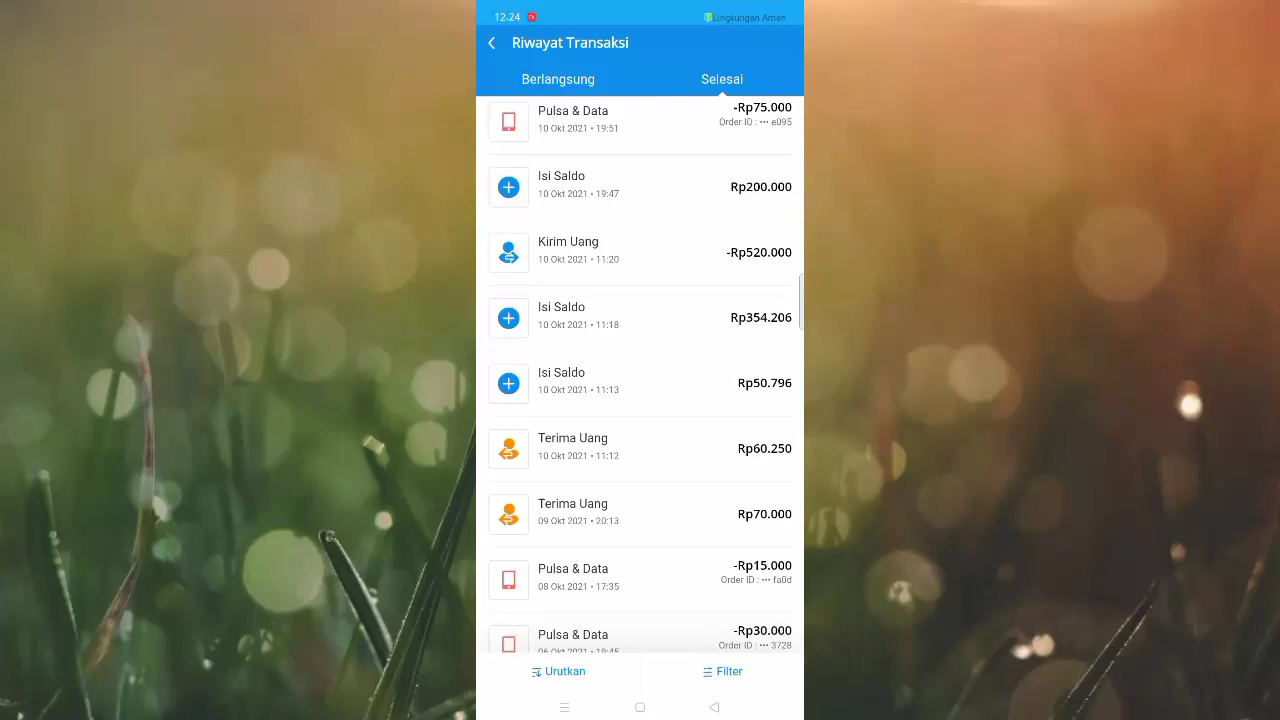 12.24
Lingkungan Aman
Riwayat Transaksi
Berlangsung
Selesai
Pulsa & Data
-Rp75.000
10 Okt 2021 • 19:51
Order ID : ••• e095
Isi Saldo
10 Okt 2021 • 19:47
Rp200.000
Kirim Uang
10 Okt 2021 • 11:20
-Rp520.000
Isi Saldo
10 Okt 2021 • 11:18
Rp354.206
Isi Saldo
10 Okt 2021 • 11:13
Rp50.796
Terima Uang
10 Okt 2021 • 11:12
Rp60.250
Terima Uang
09 Okt 2021 • 20:13
Rp70.000
Pulsa & Data
-Rp15.000
08 Okt 2021 • 17:35
Order ID : ••• fa0d
Pulsa & Data
-Rp30.000
06 Okt 2021 • 19:45
Order ID : ••• 3728
Urutkan
Filter